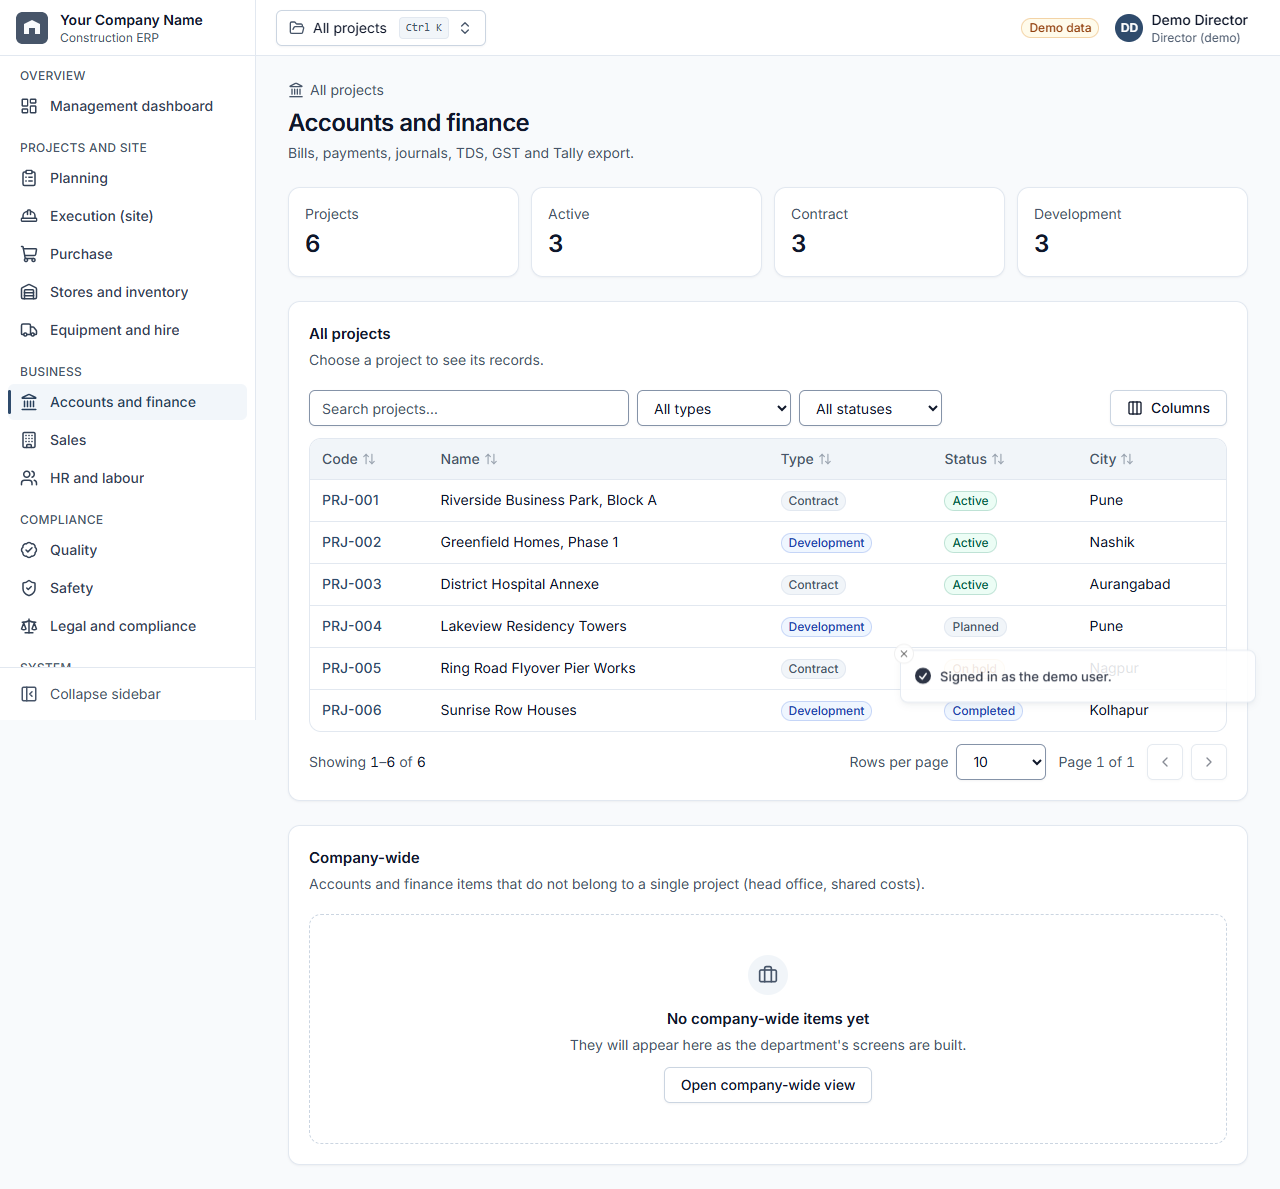 Your Company Name
Construction ERP
All projects Ctrl K
Demo data
DD
Demo Director
Director (demo)
OVERVIEW
Management dashboard
PROJECTS AND SITE
Planning
Execution (site)
Purchase
Stores and inventory
Equipment and hire
BUSINESS
Accounts and finance
Sales
HR and labour
COMPLIANCE
Quality
Safety
Legal and compliance
SYSTEM
Collapse sidebar
All projects
Accounts and finance
Bills, payments, journals, TDS, GST and Tally export.
Projects
6
Active
3
Contract
3
Development
3
All projects
Choose a project to see its records.
Search projects... All types All statuses Columns
Code Name Type Status City
PRJ-001 Riverside Business Park, Block A Contract Active Pune
PRJ-002 Greenfield Homes, Phase 1 Development Active Nashik
PRJ-003 District Hospital Annexe Contract Active Aurangabad
PRJ-004 Lakeview Residency Towers Development Planned Pune
PRJ-005 Ring Road Flyover Pier Works Contract On hold Nagpur
Signed in as the demo user.
PRJ-006 Sunrise Row Houses Development Completed Kolhapur
Showing 1–6 of 6 Rows per page 10 Page 1 of 1
Company-wide
Accounts and finance items that do not belong to a single project (head office, shared costs).
No company-wide items yet
They will appear here as the department's screens are built.
Open company-wide view